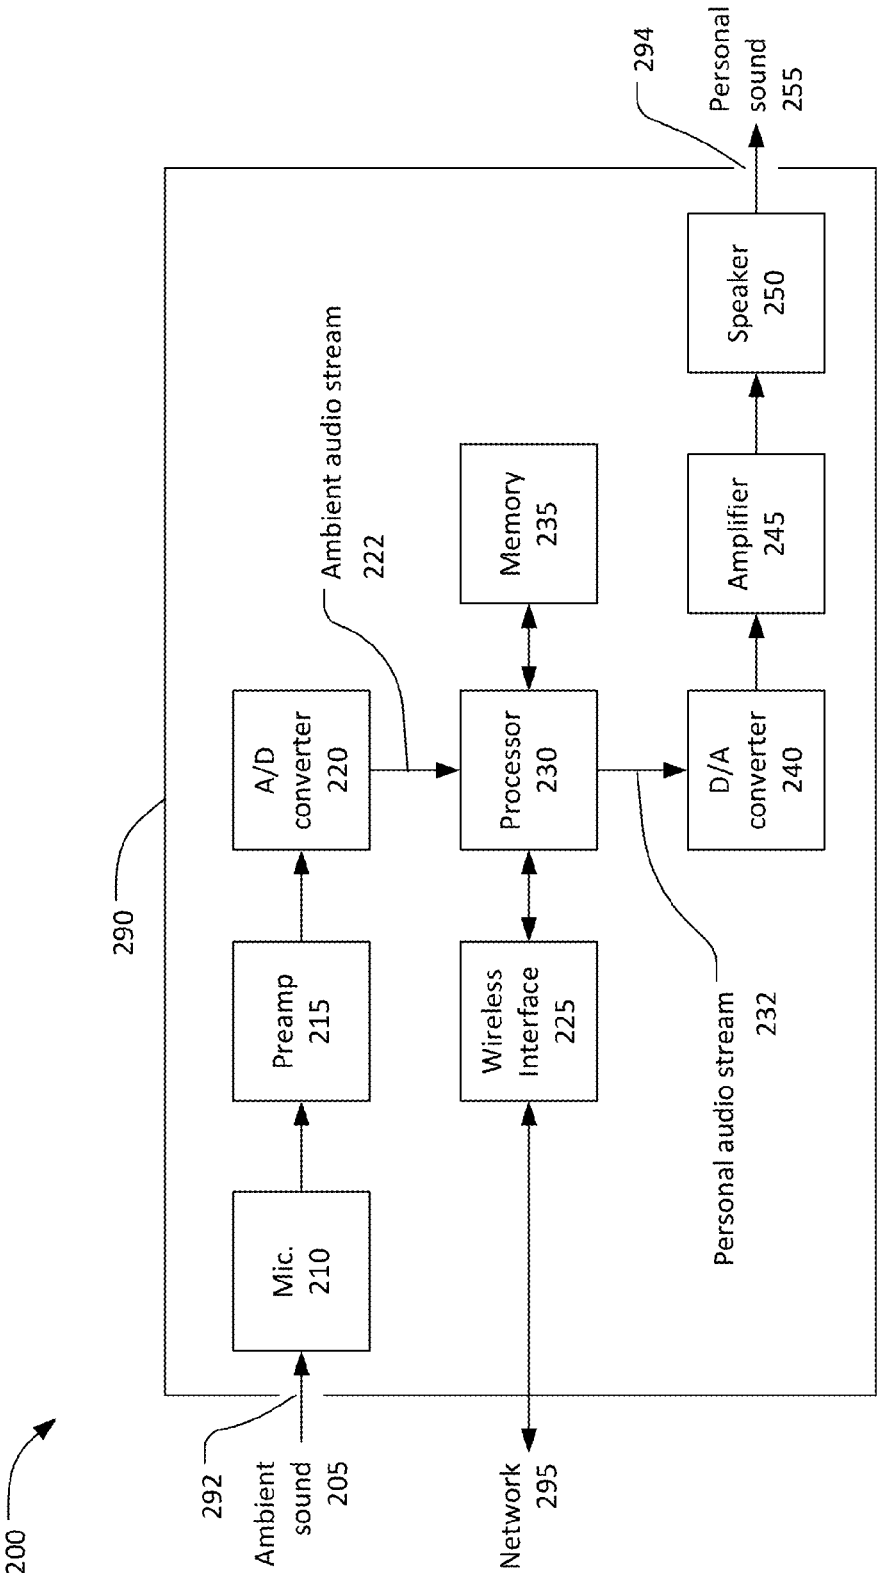 200
290
292
Ambient
sound
205
Mic.
210
Preamp
215
A/D
converter
220
Ambient audio stream
222
Network
295
Wireless
Interface
225
Processor
230
Memory
235
Personal audio stream
232
D/A
converter
240
Amplifier
245
Speaker
250
294
Personal
sound
255